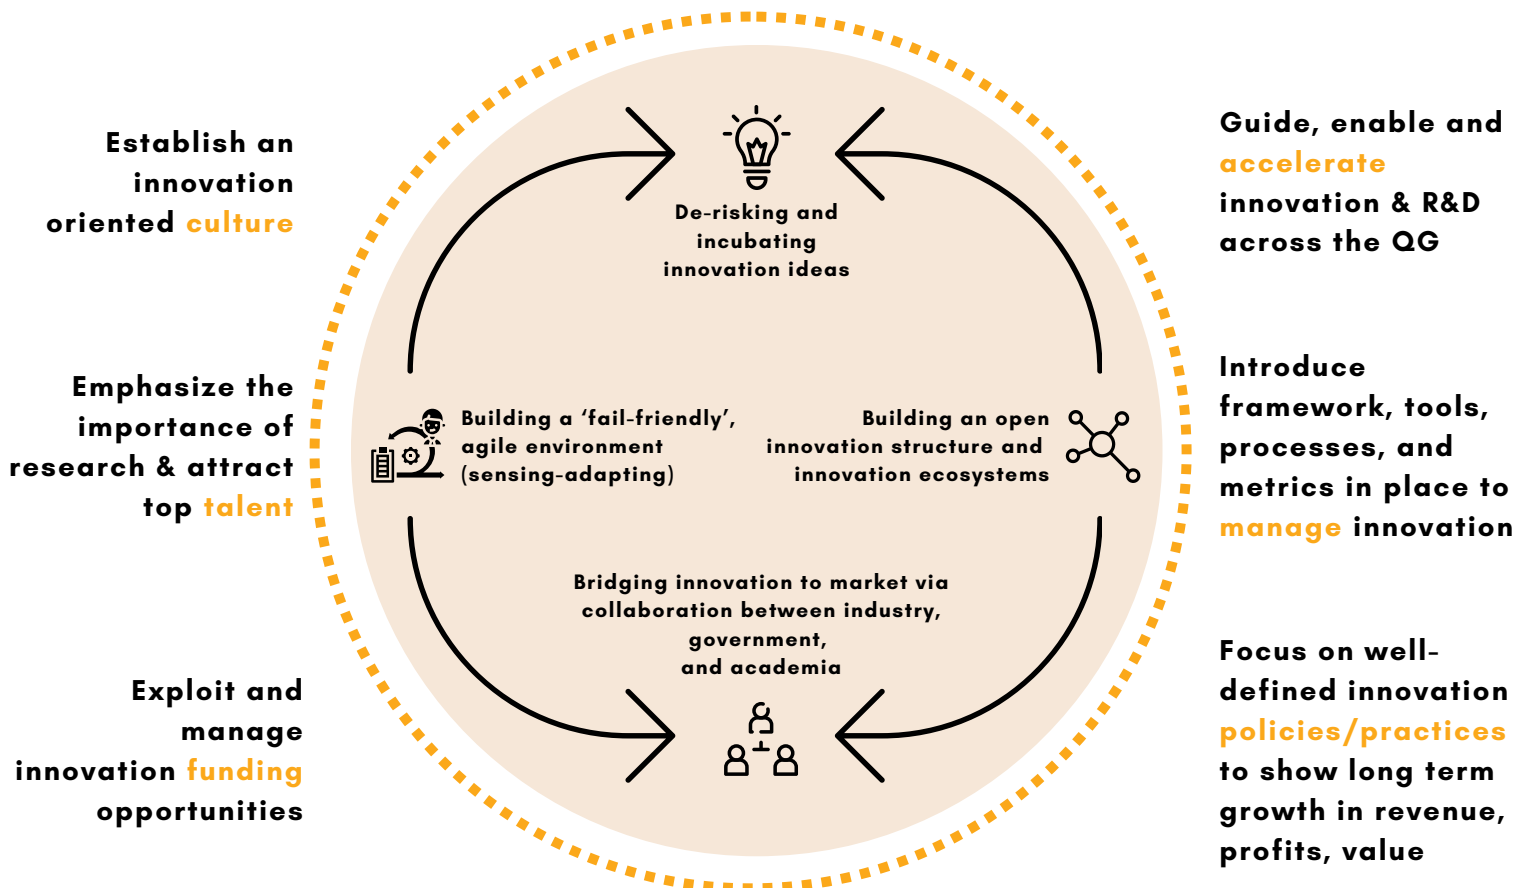 Establish an
innovation
oriented culture
Emphasize the
importance of
research & attract
top talent
Exploit and
manage
innovation funding
opportunities
De-risking and
incubating
innovation ideas
Building a ‘fail-friendly’,
agile environment
(sensing-adapting)
Building an open
innovation structure and
innovation ecosystems
Bridging innovation to market via
collaboration between industry,
government,
and academia
Guide, enable and
accelerate
innovation & R&D
across the QG
Introduce
framework, tools,
processes, and
metrics in place to
manage innovation
Focus on well-
defined innovation
policies/practices
to show long term
growth in revenue,
profits, value